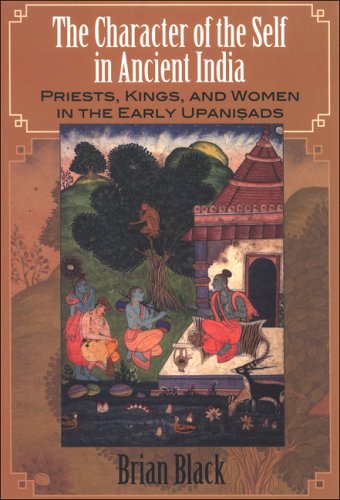 The Character of the Self
in Ancient India
PRIESTS, KINGS, AND WOMEN
IN THE EARLY UPANIṢADS
Brian Black